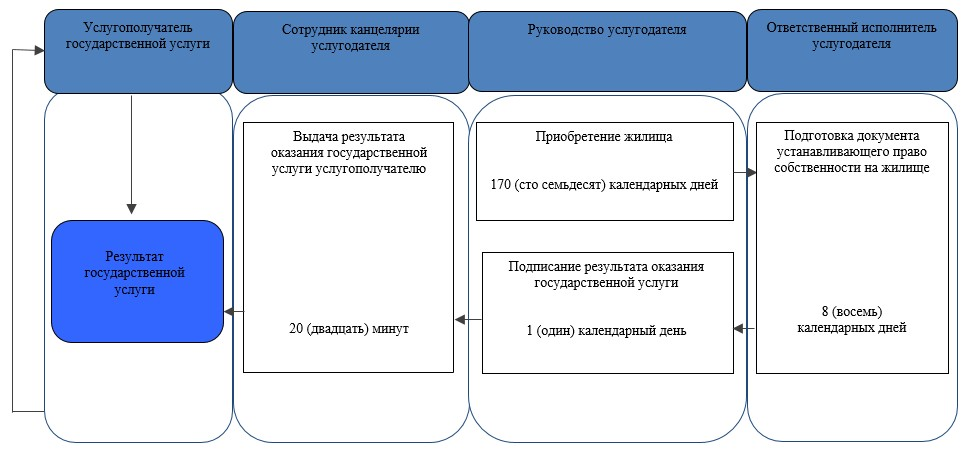 Услугополучатель
государственной услуги
Сотрудник канцелярии
услугодателя
Руководство услугодателя
Ответственный исполнитель
услугодателя
Результат
государственной
услуги
Выдача результата
оказания государственной
услуги услугополучателю
20 (двадцать) минут
Приобретение жилища
170 (сто семьдесят) календарных дней
Подписание результата оказания
государственной услуги
1 (один) календарный день
Подготовка документа
устанавливающего право
собственности на жилище
8 (восемь)
календарных дней